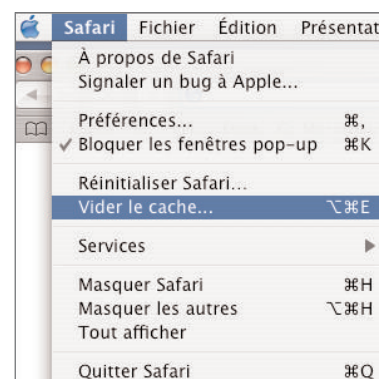 Safari Fichier Édition Présentat
À propos de Safari
Signaler un bug à Apple...
Préférences... ⌘,
✓ Bloquer les fenêtres pop-up ⌘K
Réinitialiser Safari...
Vider le cache... ⌥⌘E
Services ▶
Masquer Safari ⌘H
Masquer les autres ⌥⌘H
Tout afficher
Quitter Safari ⌘Q